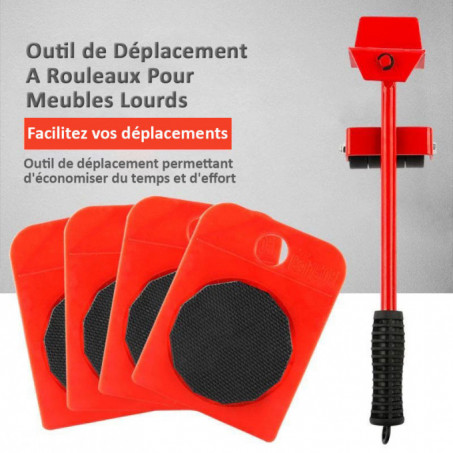 Outil de Déplacement
A Rouleaux Pour
Meubles Lourds
Facilitez vos déplacements
Outil de déplacement permettant
d'économiser du temps et d'effort